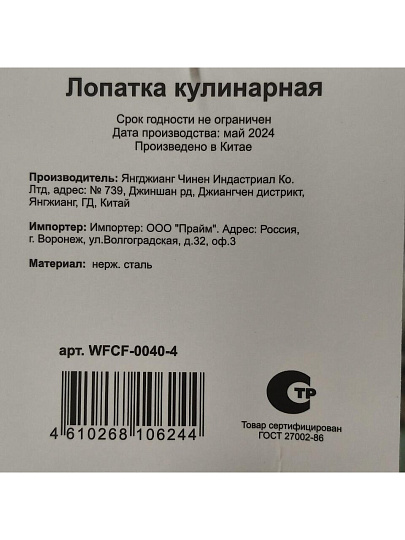 Лопатка кулинарная
Срок годности не ограничен
Дата производства: май 2024
Произведено в Китае
Производитель: Янгджианг Чинен Индастриал Ко.
Лтд, адрес: № 739, Джиншан рд, Джиангчен дистрикт,
Янгжианг, ГД, Китай
Импортер: Импортер: ООО "Прайм". Адрес: Россия,
г. Воронеж, ул.Волгоградская, д.32, оф.3
Материал: нерж. сталь
арт. WFCF-0040-4
4 610268 106244
ТР
Товар сертифицирован
ГОСТ 27002-86